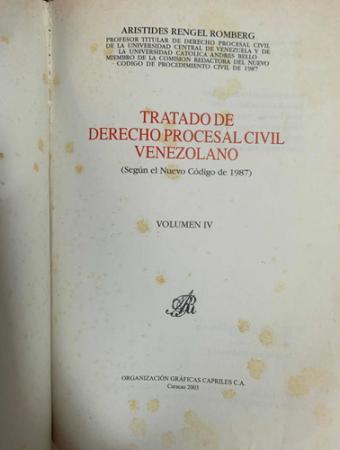 ARISTIDES RENGEL ROMBERG
PROFESOR TITULAR DE DERECHO PROCESAL CIVIL
DE LA UNIVERSIDAD CENTRAL DE VENEZUELA Y DE
LA UNIVERSIDAD CATOLICA ANDRES BELLO
MIEMBRO DE LA COMISION REDACTORA DEL NUEVO
CODIGO DE PROCEDIMIENTO CIVIL DE 1987
TRATADO DE
DERECHO PROCESAL CIVIL
VENEZOLANO
(Según el Nuevo Código de 1987)
VOLUMEN IV
ORGANIZACIÓN GRÁFICAS CAPRILES C.A.
Caracas 2003